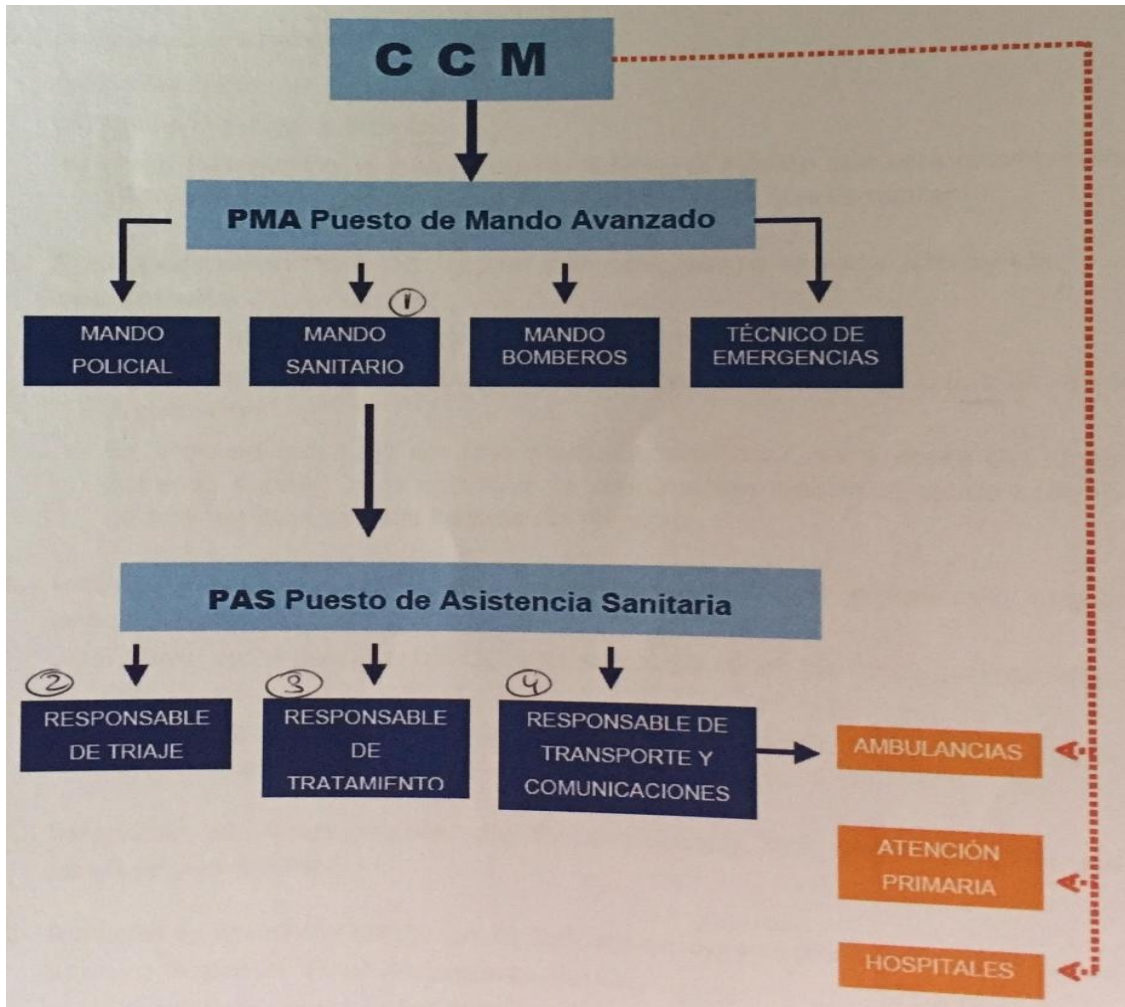 C C M
PMA Puesto de Mando Avanzado
1
MANDO
POLICIAL
MANDO
SANITARIO
MANDO
BOMBEROS
TÉCNICO DE
EMERGENCIAS
PAS Puesto de Asistencia Sanitaria
2
RESPONSABLE
DE TRIAJE
3
RESPONSABLE
DE
TRATAMIENTO
4
RESPONSABLE DE
TRANSPORTE Y
COMUNICACIONES
AMBULANCIAS
ATENCIÓN
PRIMARIA
HOSPITALES